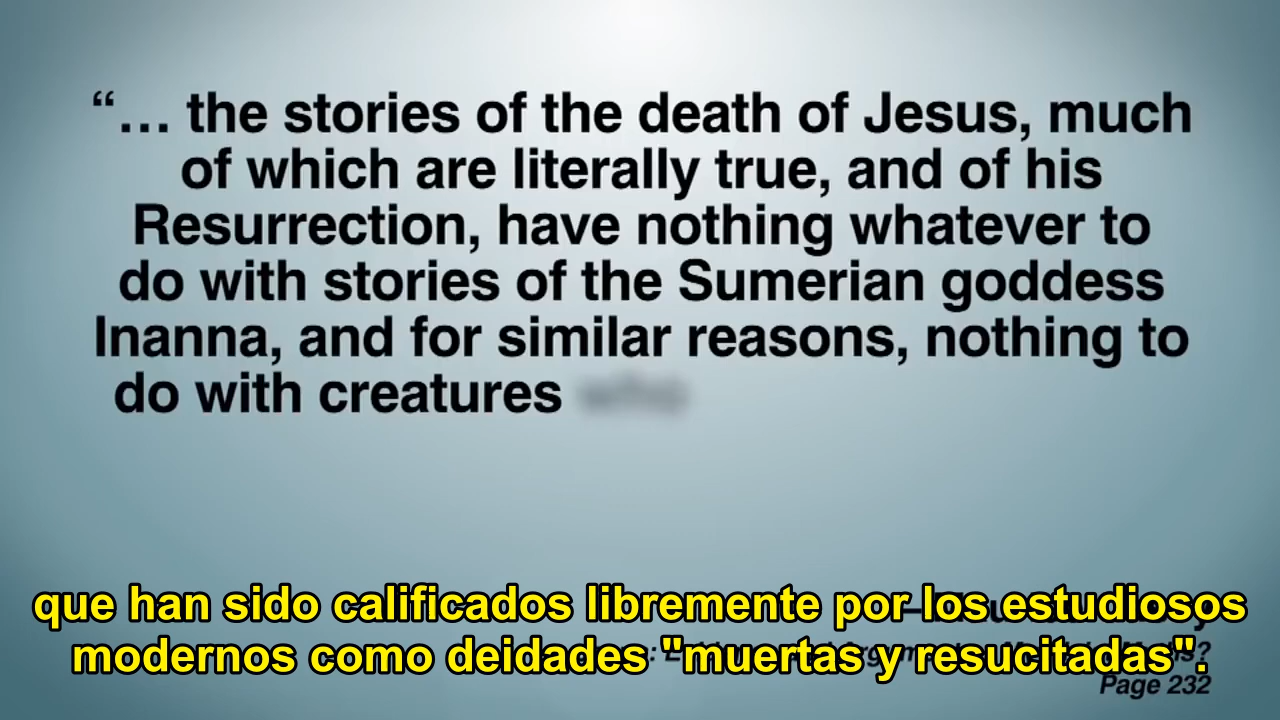 “… the stories of the death of Jesus, much
of which are literally true, and of his
Resurrection, have nothing whatever to
do with stories of the Sumerian goddess
Inanna, and for similar reasons, nothing to
do with creatures who
que han sido calificados libremente por los estudiosos
modernos como deidades "muertas y resucitadas".
Page 232